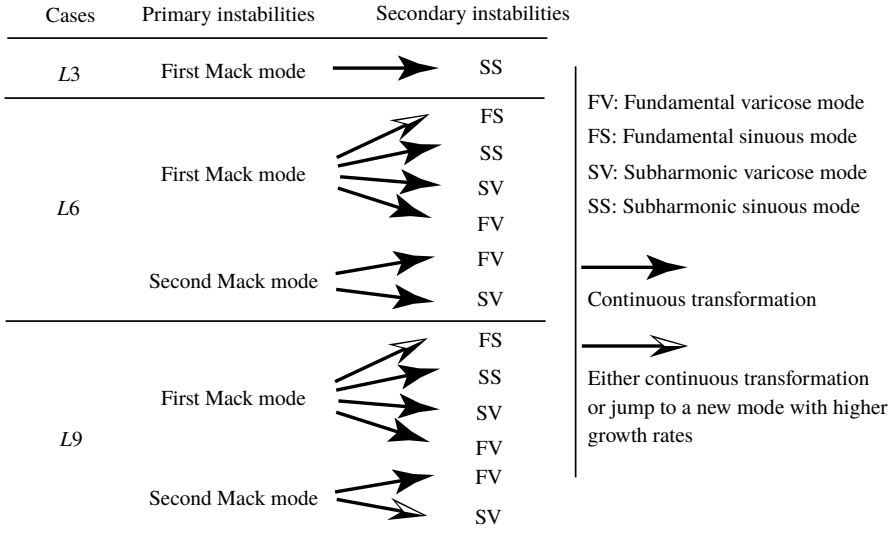 Cases Primary instabilities Secondary instabilities
L3 First Mack mode SS
L6 First Mack mode FS
SS
SV
FV
Second Mack mode FV
SV
L9 First Mack mode FS
SS
SV
FV
Second Mack mode FV
SV
FV: Fundamental varicose mode
FS: Fundamental sinuous mode
SV: Subharmonic varicose mode
SS: Subharmonic sinuous mode
Continuous transformation
Either continuous transformation
or jump to a new mode with higher
growth rates